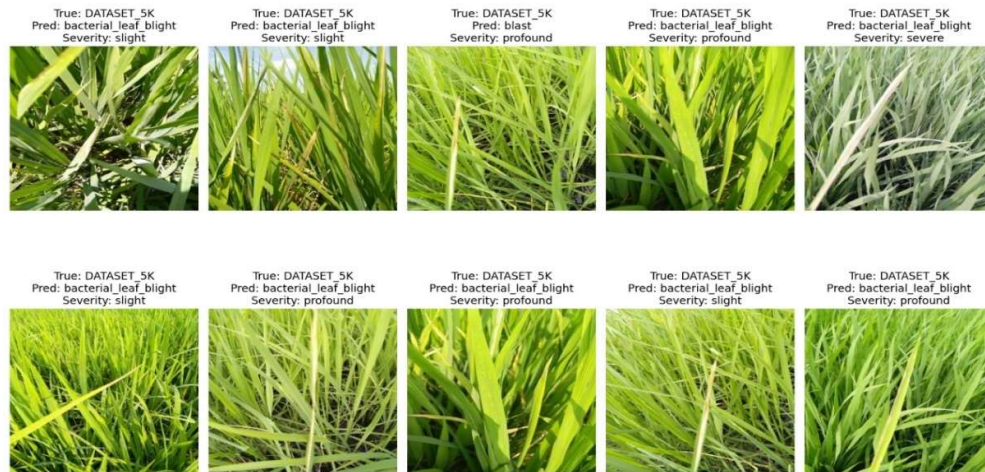 True: DATASET_5K
Pred: bacterial_leaf_blight
Severity: slight
True: DATASET_5K
Pred: bacterial_leaf_blight
Severity: slight
True: DATASET_5K
Pred: blast
Severity: profound
True: DATASET_5K
Pred: bacterial_leaf_blight
Severity: profound
True: DATASET_5K
Pred: bacterial_leaf_blight
Severity: severe
True: DATASET_5K
Pred: bacterial_leaf_blight
Severity: slight
True: DATASET_5K
Pred: bacterial_leaf_blight
Severity: profound
True: DATASET_5K
Pred: bacterial_leaf_blight
Severity: profound
True: DATASET_5K
Pred: bacterial_leaf_blight
Severity: slight
True: DATASET_5K
Pred: bacterial_leaf_blight
Severity: profound